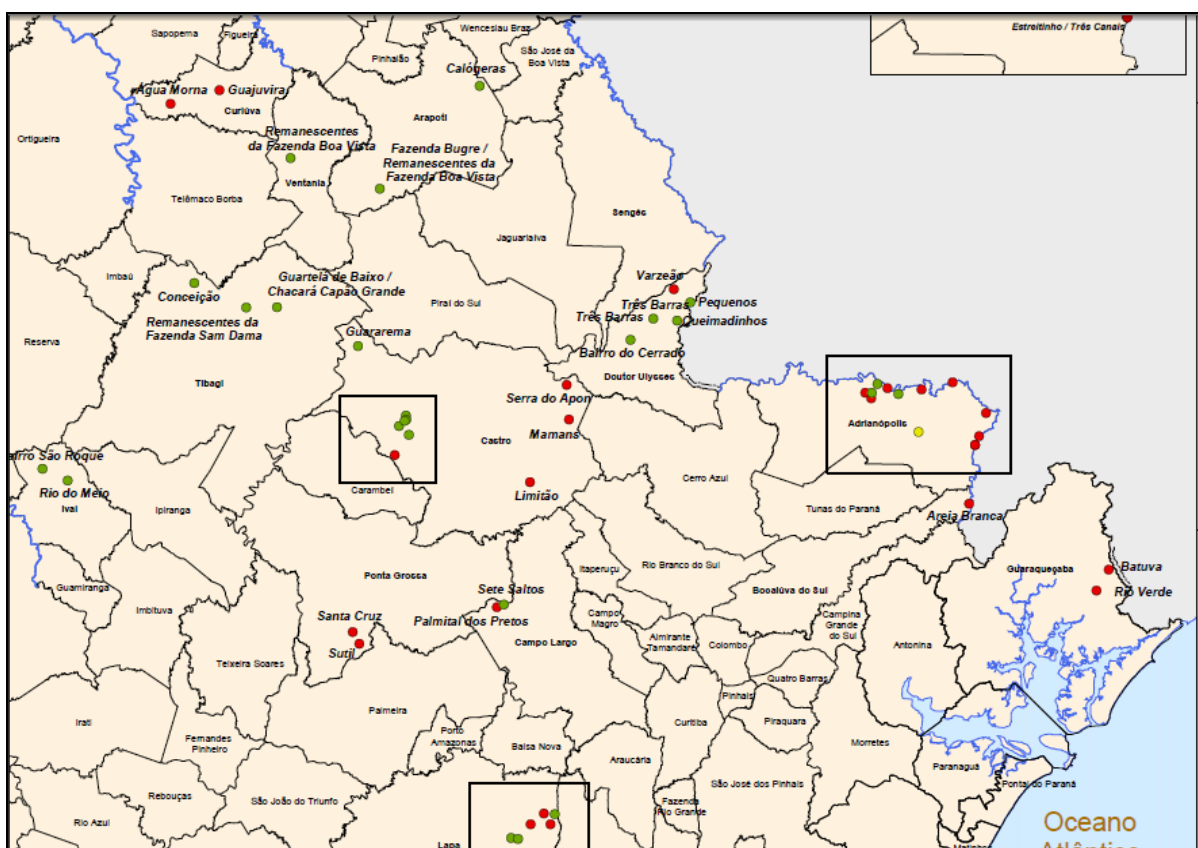 Estreitinho / Três Canais
Wenceslau Braz
Sapopema
Figueira
Pinhalão
São José da
Boa Vista
Calógeras
Água Morna
Guajuvira
Curiúva
Arapoti
Ortigueira
Remanescentes
da Fazenda Boa Vista
Fazenda Bugre /
Remanescentes da
Fazenda Boa Vista
Ventania
Telêmaco Borba
Sengés
Jaguariaíva
Imbaú
Conceição
Guartelá de Baixo /
Chacará Capão Grande
Remanescentes da
Fazenda Sam Dama
Piraí do Sul
Varzeão
Três Barras
Pequenos
Três Barras
Queimadinhos
Reserva
Guararema
Bairro do Cerrado
Doutor Ulysses
Tibagi
Serra do Apon
Mamans
Castro
Adrianópolis
airro São Roque
Rio do Meio
Ivaí
Ipiranga
Carambeí
Limitão
Cerro Azul
Tunas do Paraná
Areia Branca
Guamiranga
Imbituva
Ponta Grossa
Itaperuçu
Rio Branco do Sul
Bocaiúva do Sul
Guaraqueçaba
Batuva
Rio Verde
Sete Saltos
Palmital dos Pretos
Santa Cruz
Sutil
Campo
Magro
Campo Largo
Almirante
Tamandaré
Colombo
Campina
Grande
do Sul
Antonina
Teixeira Soares
Quatro Barras
Pinhais
Piraquara
Curitiba
Palmeira
Irati
Fernandes
Pinheiro
Porto
Amazonas
Balsa Nova
Morretes
Araucária
Paranaguá
São José dos Pinhais
Pontal do Paraná
Rebouças
São João do Triunfo
Fazenda
Rio Grande
Rio Azul
Oceano
Atlântico
Lapa